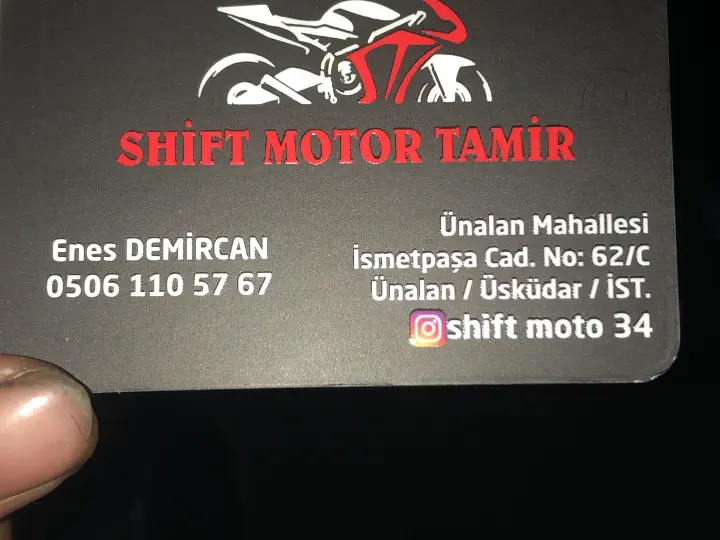 SHİFT MOTOR TAMİR
Enes DEMİRCAN
0506 110 57 67
Ünalan Mahallesi
İsmetpaşa Cad. No: 62/C
Ünalan / Üsküdar / İST.
shift moto 34